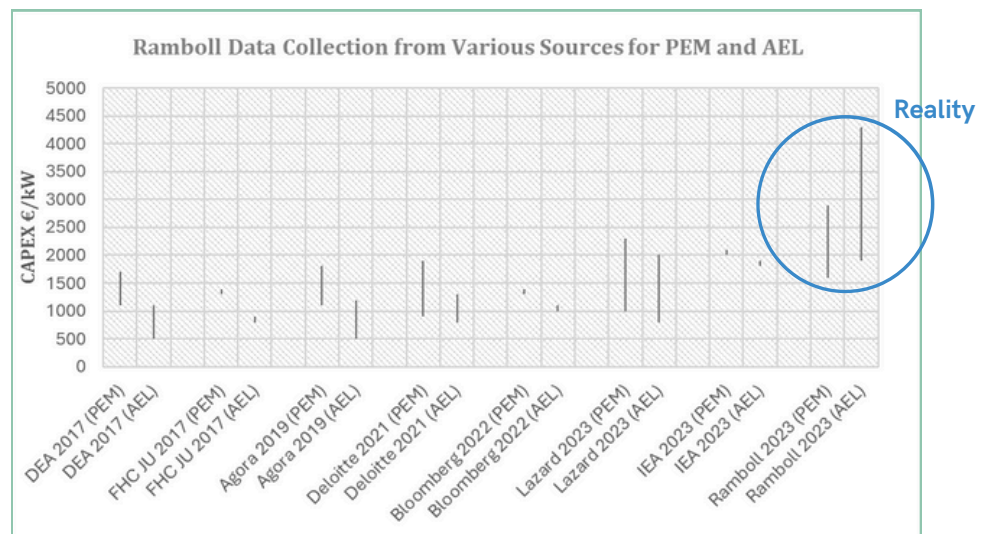 Ramboll Data Collection from Various Sources for PEM and AEL
Reality
CAPEX €/kW
5000
4500
4000
3500
3000
2500
2000
1500
1000
500
0
DEA 2017 (PEM)
DEA 2017 (AEL)
FHC JU 2017 (PEM)
FHC JU 2017 (AEL)
Agora 2019 (PEM)
Agora 2019 (AEL)
Deloitte 2021 (PEM)
Deloitte 2021 (AEL)
Bloomberg 2022 (PEM)
Bloomberg 2022 (AEL)
Lazard 2023 (PEM)
Lazard 2023 (AEL)
IEA 2023 (PEM)
IEA 2023 (AEL)
Ramboll 2023 (PEM)
Ramboll 2023 (AEL)